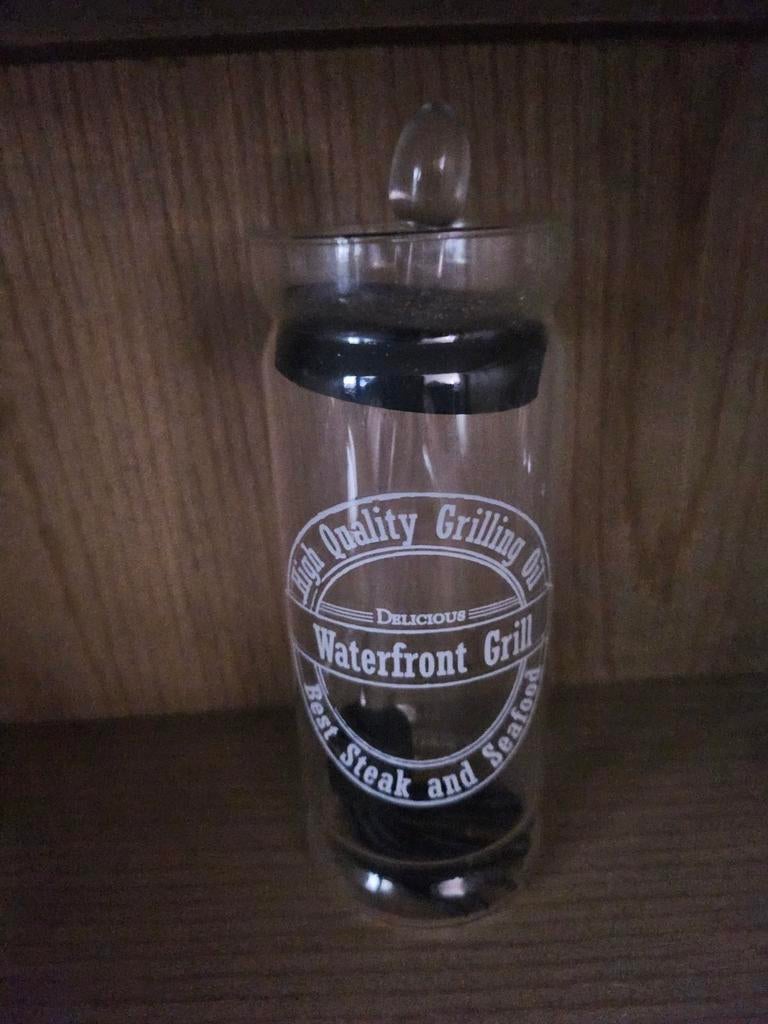 High Quality Grilling Oil
DELICIOUS
Waterfront Grill
Best Steak and Seafood